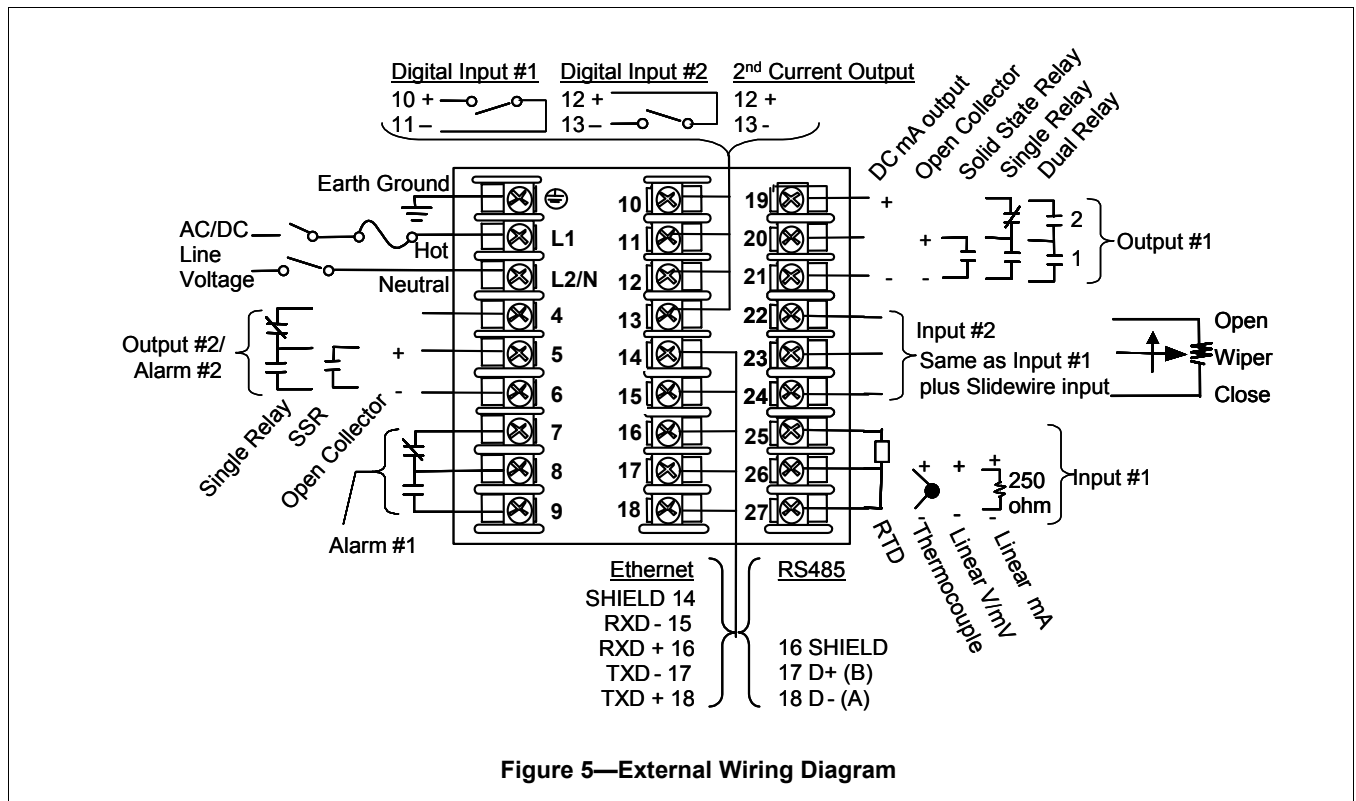 Digital Input #1
10 +
11 –
Digital Input #2
12 +
13 –
2nd Current Output
12 +
13 -
DC mA output
Open Collector
Solid State Relay
Single Relay
Dual Relay
Earth Ground
AC/DC
Line
Voltage
Hot
Neutral
L1
L2/N
4
5
6
7
8
9
10
11
12
13
14
15
16
17
18
19
20
21
22
23
24
25
26
27
+
+
- -
2
1
Output #1
Output #2/
Alarm #2
+
-
Single Relay
SSR
Open Collector
Alarm #1
Input #2
Same as Input #1
plus Slidewire input
Open
Wiper
Close
+ + +
250
ohm
- - -
Input #1
RTD
Thermocouple
Linear V/mV
Linear mA
Ethernet
SHIELD 14
RXD - 15
RXD + 16
TXD - 17
TXD + 18
RS485
16 SHIELD
17 D+ (B)
18 D - (A)
Figure 5—External Wiring Diagram